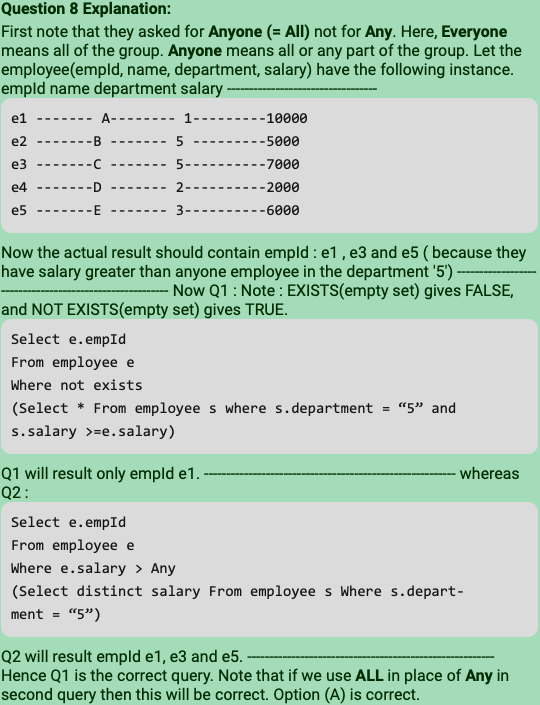 Question 8 Explanation:
First note that they asked for Anyone (= All) not for Any. Here, Everyone
means all of the group. Anyone means all or any part of the group. Let the
employee(empId, name, department, salary) have the following instance.
empId name department salary ----------------------------------
e1 ------- A-------- 1---------10000
e2 -------B ------- 5 ---------5000
e3 -------C ------- 5----------7000
e4 -------D ------- 2----------2000
e5 -------E ------- 3----------6000
Now the actual result should contain empId : e1 , e3 and e5 ( because they
have salary greater than anyone employee in the department '5') -----------------
------------------------------------- Now Q1 : Note : EXISTS(empty set) gives FALSE,
and NOT EXISTS(empty set) gives TRUE.
Select e.empId
From employee e
Where not exists
(Select * From employee s where s.department = “5” and
s.salary >=e.salary)
Q1 will result only empId e1. --------------------------------------------------------- whereas
Q2 :
Select e.empId
From employee e
Where e.salary > Any
(Select distinct salary From employee s Where s.depart-
ment = “5”)
Q2 will result empId e1, e3 and e5. --------------------------------------------------------
Hence Q1 is the correct query. Note that if we use ALL in place of Any in
second query then this will be correct. Option (A) is correct.